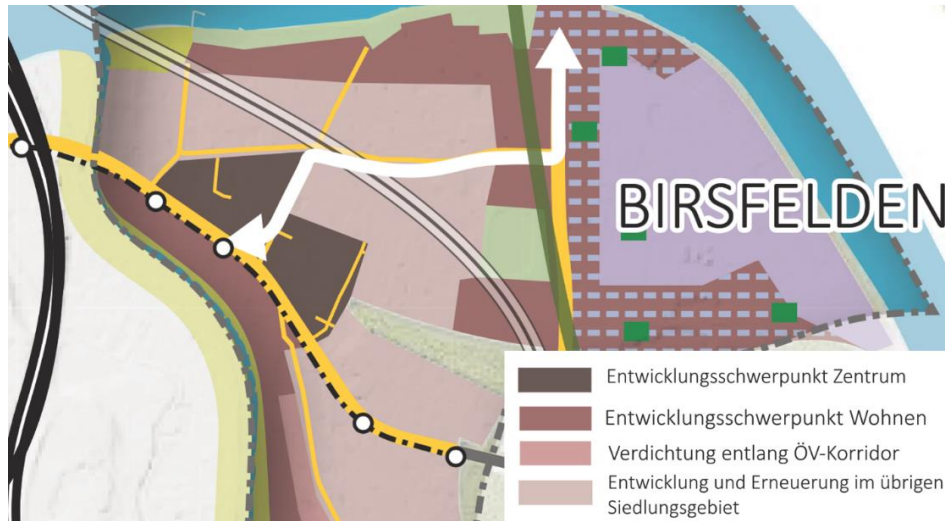 BIRSFELDEN
Entwicklungsschwerpunkt Zentrum
Entwicklungsschwerpunkt Wohnen
Verdichtung entlang ÖV-Korridor
Entwicklung und Erneuerung im übrigen
Siedlungsgebiet